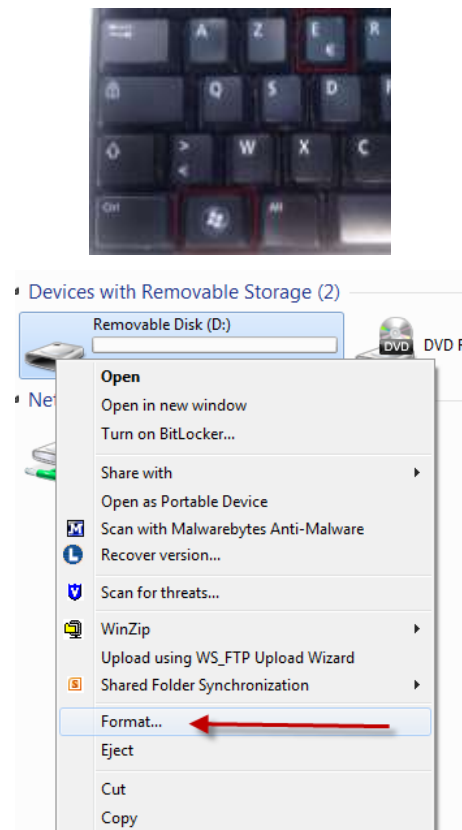 A Z E R
€
Q S D
>
< W X C
Ctrl Alt
Devices with Removable Storage (2)
Removable Disk (D:)
DVD
DVD
Open
Open in new window
Turn on BitLocker...
Share with
Open as Portable Device
Scan with Malwarebytes Anti-Malware
Recover version...
Scan for threats...
WinZip
Upload using WS_FTP Upload Wizard
Shared Folder Synchronization
Format...
Eject
Cut
Copy